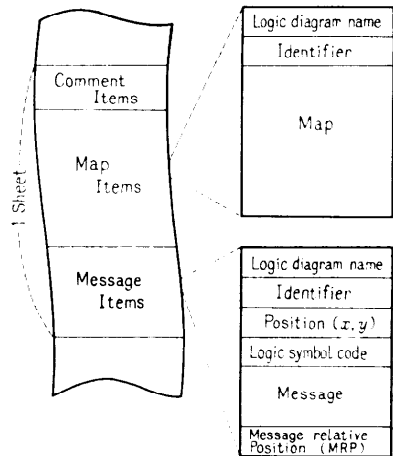 Comment
Items
Map
Items
Message
Items
1 Sheet
Logic diagram name
Identifier
Map
Logic diagram name
Identifier
Position (x, y)
Logic symbol code
Message
Message relative
Position (MRP)